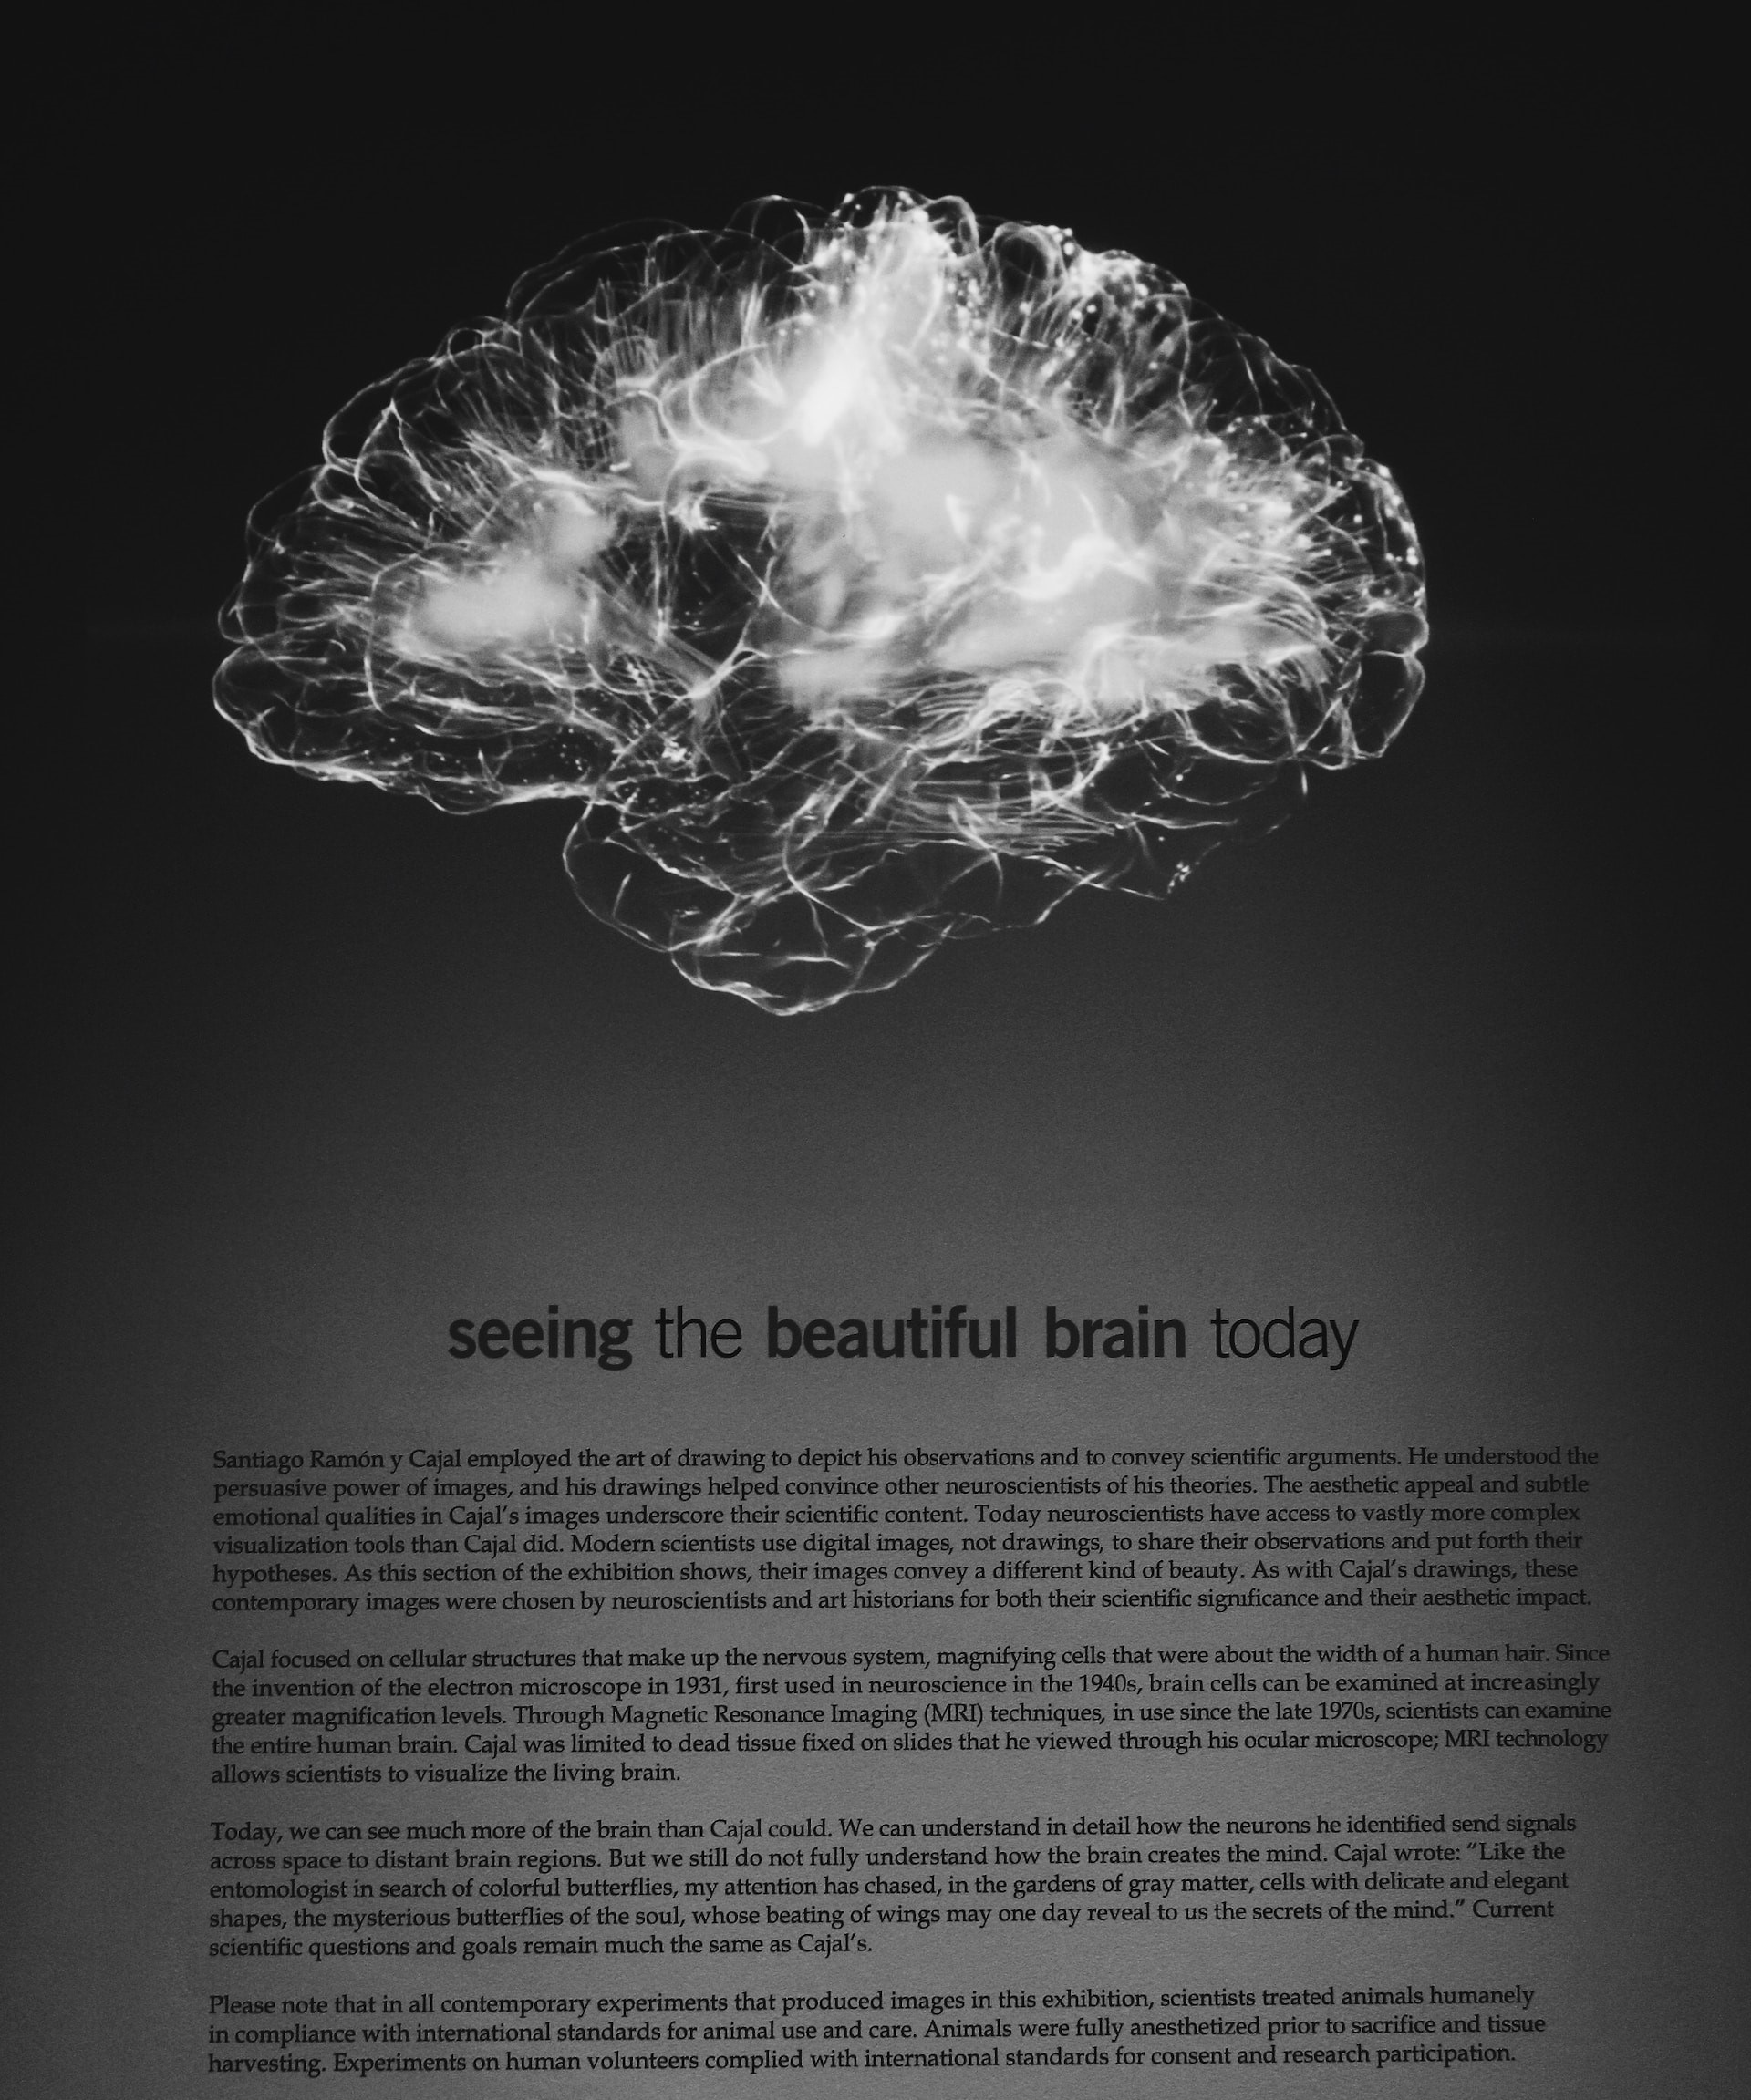 seeing the beautiful brain today
Santiago Ramón y Cajal employed the art of drawing to depict his observations and to convey scientific arguments. He understood the
persuasive power of images, and his drawings helped convince other neuroscientists of his theories. The aesthetic appeal and subtle
emotional qualities in Cajal's images underscore their scientific content. Today neuroscientists have access to vastly more complex
visualization tools than Cajal did. Modern scientists use digital images, not drawings, to share their observations and put forth their
hypotheses. As this section of the exhibition shows, their images convey a different kind of beauty. As with Cajal's drawings, these
contemporary images were chosen by neuroscientists and art historians for both their scientific significance and their aesthetic impact.
Cajal focused on cellular structures that make up the nervous system, magnifying cells that were about the width of a human hair. Since
the invention of the electron microscope in 1931, first used in neuroscience in the 1940s, brain cells can be examined at increasingly
greater magnification levels. Through Magnetic Resonance Imaging (MRI) techniques, in use since the late 1970s, scientists can examine
the entire human brain. Cajal was limited to dead tissue fixed on slides that he viewed through his ocular microscope; MRI technology
allows scientists to visualize the living brain.
Today, we can see much more of the brain than Cajal could. We can understand in detail how the neurons he identified send signals
across space to distant brain regions. But we still do not fully understand how the brain creates the mind. Cajal wrote: “Like the
entomologist in search of colorful butterflies, my attention has chased, in the gardens of gray matter, cells with delicate and elegant
shapes, the mysterious butterflies of the soul, whose beating of wings may one day reveal to us the secrets of the mind.” Current
scientific questions and goals remain much the same as Cajal's.
Please note that in all contemporary experiments that produced images in this exhibition, scientists treated animals humanely
in compliance with international standards for animal use and care. Animals were fully anesthetized prior to sacrifice and tissue
harvesting. Experiments on human volunteers complied with international standards for consent and research participation.